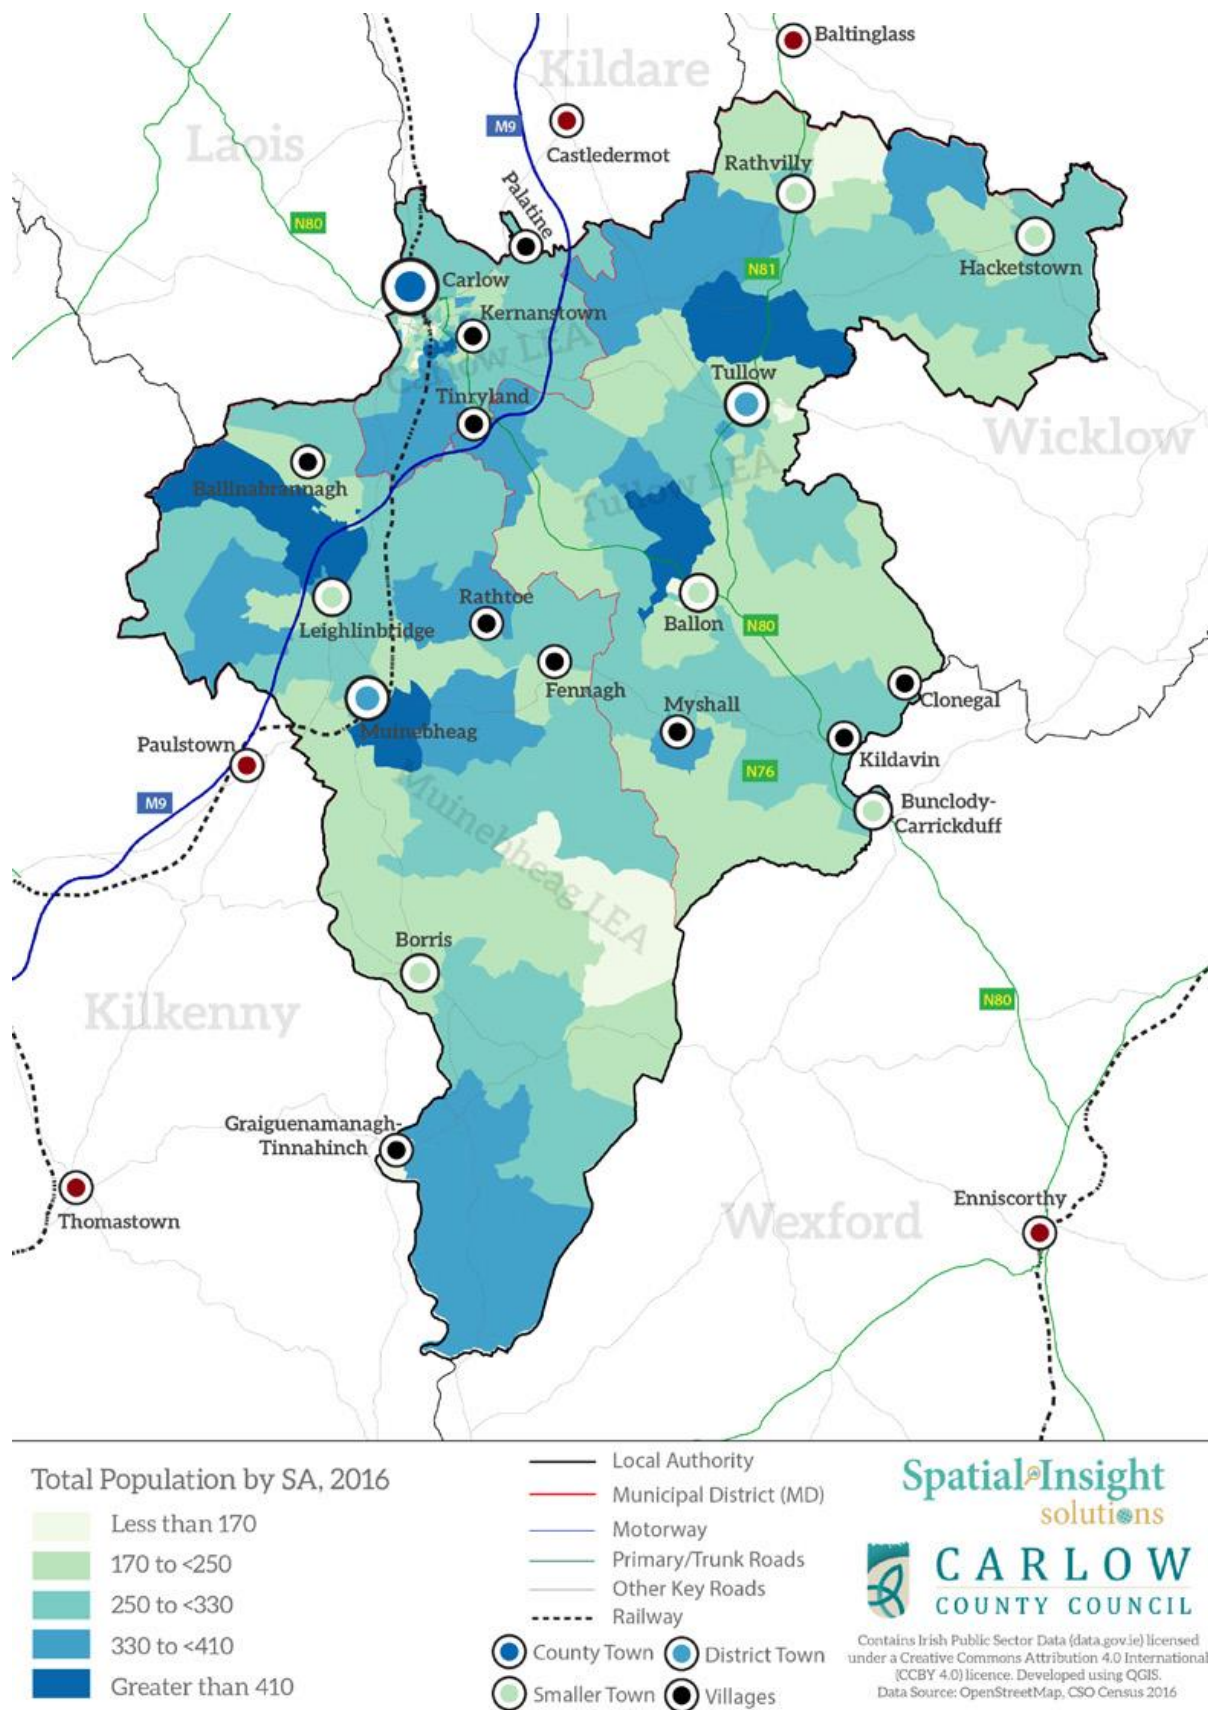 Baltinglass
Kildare
M9
Castledermot
Laois
Rathvilly
Palatine
N80
Hacketstown
N81
Carlow
Kernanstown
Carlow LEA
Tullow
Tinryland
Wicklow
Tullow LEA
Ballinabrannagh
Rathtoe
Leighlinbridge
Ballon
N80
Fennagh
Clonegal
Myshall
Muinebheag
Paulstown
Kildavin
N76
M9
Bunclody-
Carrickduff
Muinebheag LEA
Borris
Kilkenny
N80
Graiguenamanagh-
Tinnahinch
Enniscorthy
Thomastown
Wexford
Total Population by SA, 2016
Less than 170
170 to <250
250 to <330
330 to <410
Greater than 410
Local Authority
Municipal District (MD)
Motorway
Primary/Trunk Roads
Other Key Roads
Railway
County Town
District Town
Smaller Town
Villages
Spatial Insight
solutions
CARLOW
COUNTY COUNCIL
Contains Irish Public Sector Data (data.gov.ie) licensed
under a Creative Commons Attribution 4.0 International
(CCBY 4.0) licence. Developed using QGIS.
Data Source: OpenStreetMap, CSO Census 2016